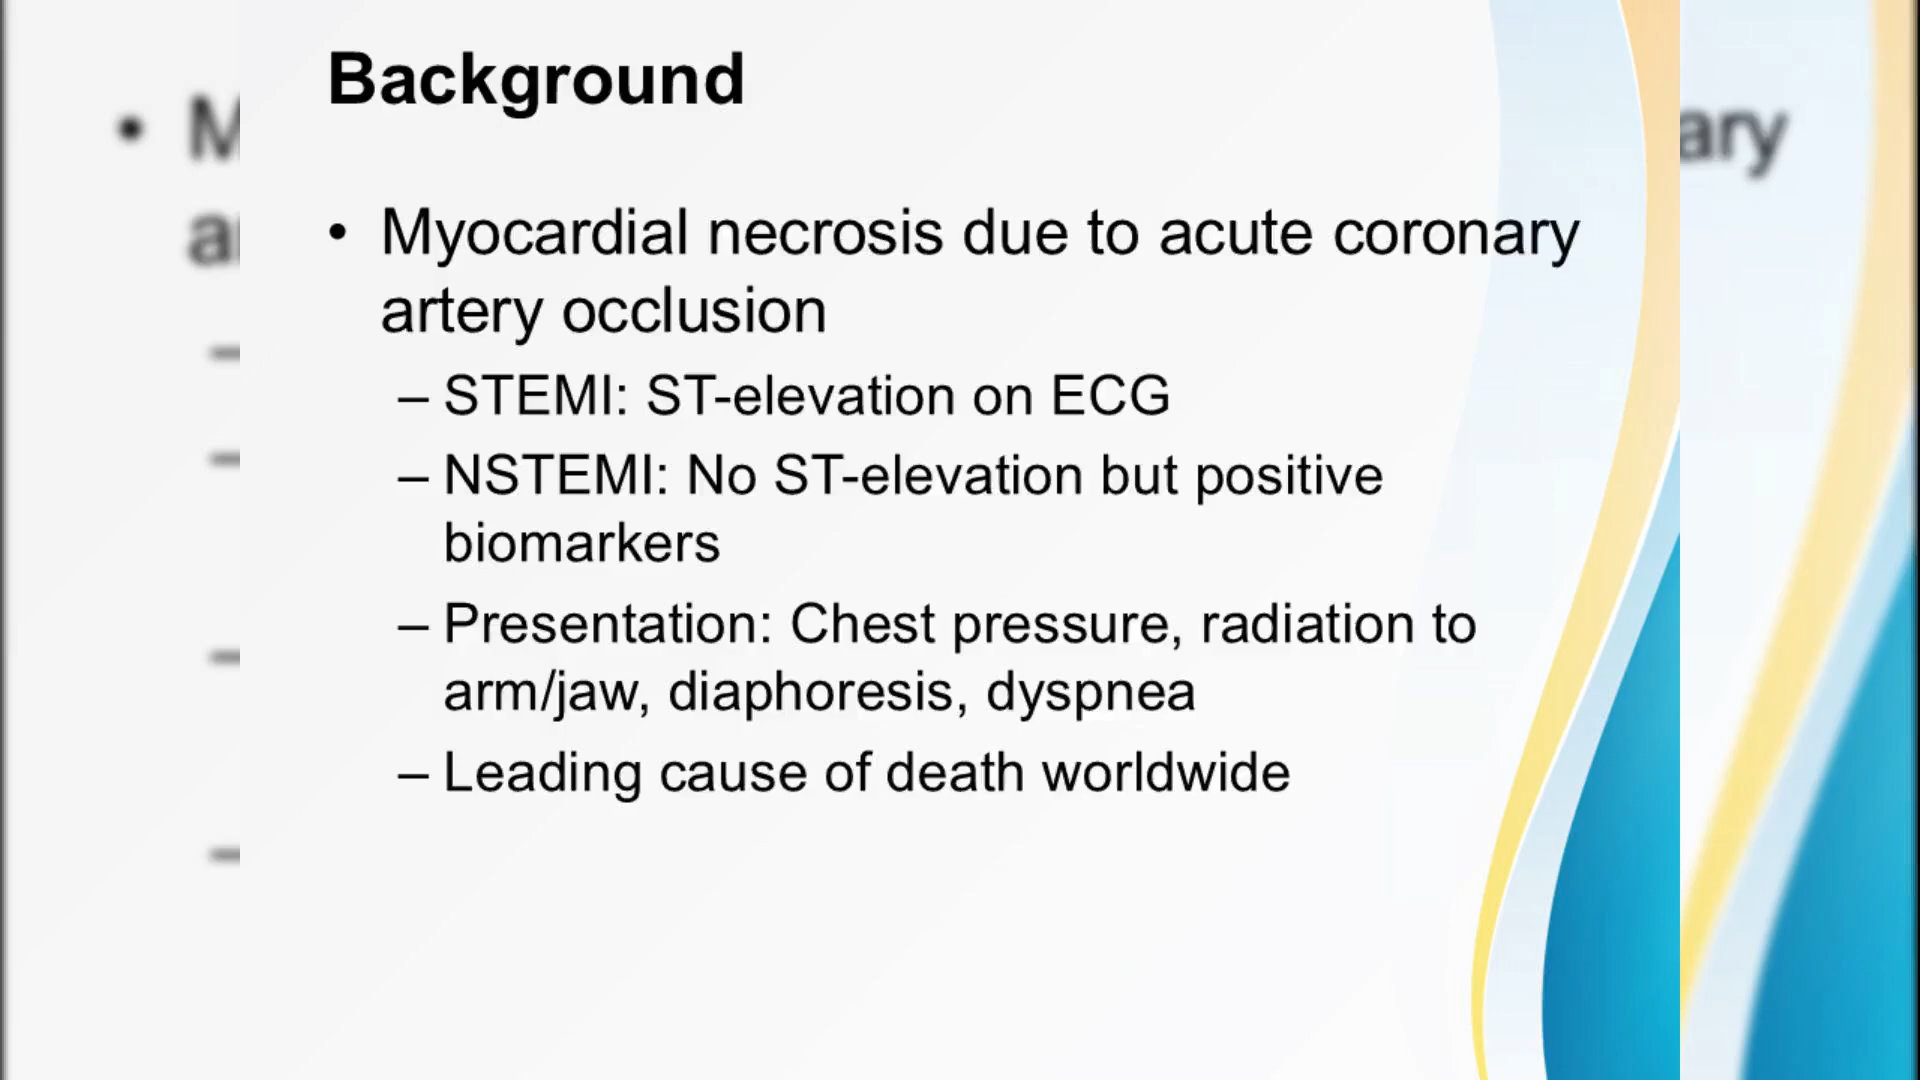 Background
• Myocardial necrosis due to acute coronary
artery occlusion
– STEMI: ST-elevation on ECG
– NSTEMI: No ST-elevation but positive
biomarkers
– Presentation: Chest pressure, radiation to
arm/jaw, diaphoresis, dyspnea
– Leading cause of death worldwide